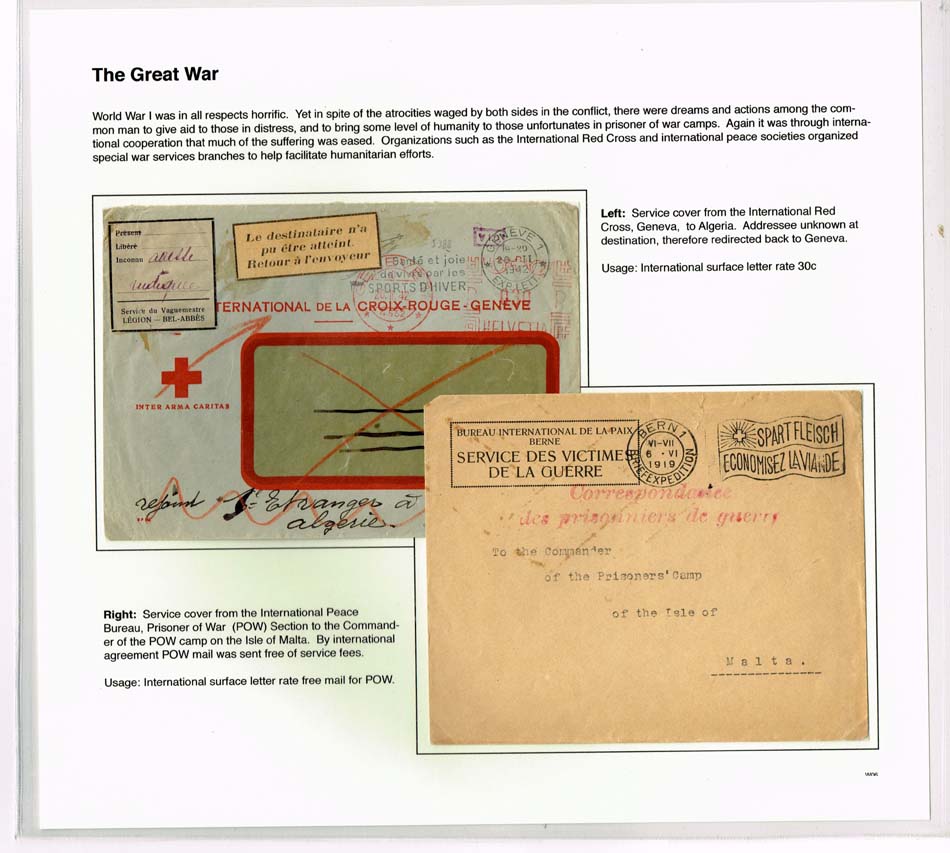 The Great War
World War I was in all respects horrific. Yet in spite of the atrocities waged by both sides in the conflict, there were dreams and actions among the com-
mon man to give aid to those in distress, and to bring some level of humanity to those unfortunates in prisoner of war camps. Again it was through interna-
tional cooperation that much of the suffering was eased. Organizations such as the International Red Cross and international peace societies organized
special war services branches to help facilitate humanitarian efforts.
Présent
Libéré
Inconnu
Service du Vaguemestre
LÉGION — BEL-ABBÈS
Le destinataire n'a
pu être atteint.
Retour à l'envoyeur
Santé et joie
de vivre par les
SPORTS D'HIVER
GENÈVE 1
1942
EXP. LETT.
HELVETIA
TERNATIONAL DE LA CROIX-ROUGE - GENÈVE
INTER ARMA CARITAS
rejoint 1er Etranger à
algérie.
Left: Service cover from the International Red
Cross, Geneva, to Algeria. Addressee unknown at
destination, therefore redirected back to Geneva.
Usage: International surface letter rate 30c
BUREAU INTERNATIONAL DE LA PAIX
BERNE
SERVICE DES VICTIMES
DE LA GUERRE
BERN 1
VI-VII
6 · VI
1919
BRIEFEXPEDITION
SPART FLEISCH
ECONOMISEZ LA VIANDE
Correspondance
des prisonniers de guerre
To the Commander
of the Prisoners' Camp
of the Isle of
Malta.
Right: Service cover from the International Peace
Bureau, Prisoner of War (POW) Section to the Command-
er of the POW camp on the Isle of Malta. By international
agreement POW mail was sent free of service fees.
Usage: International surface letter rate free mail for POW.